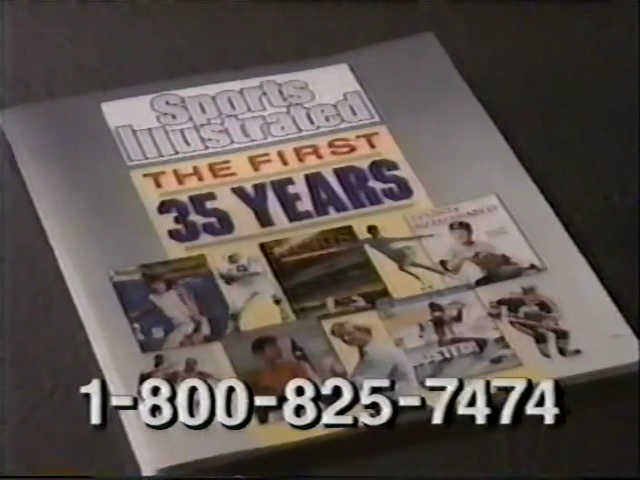 Sports
Illustrated
THE FIRST
35 YEARS
1-800-825-7474